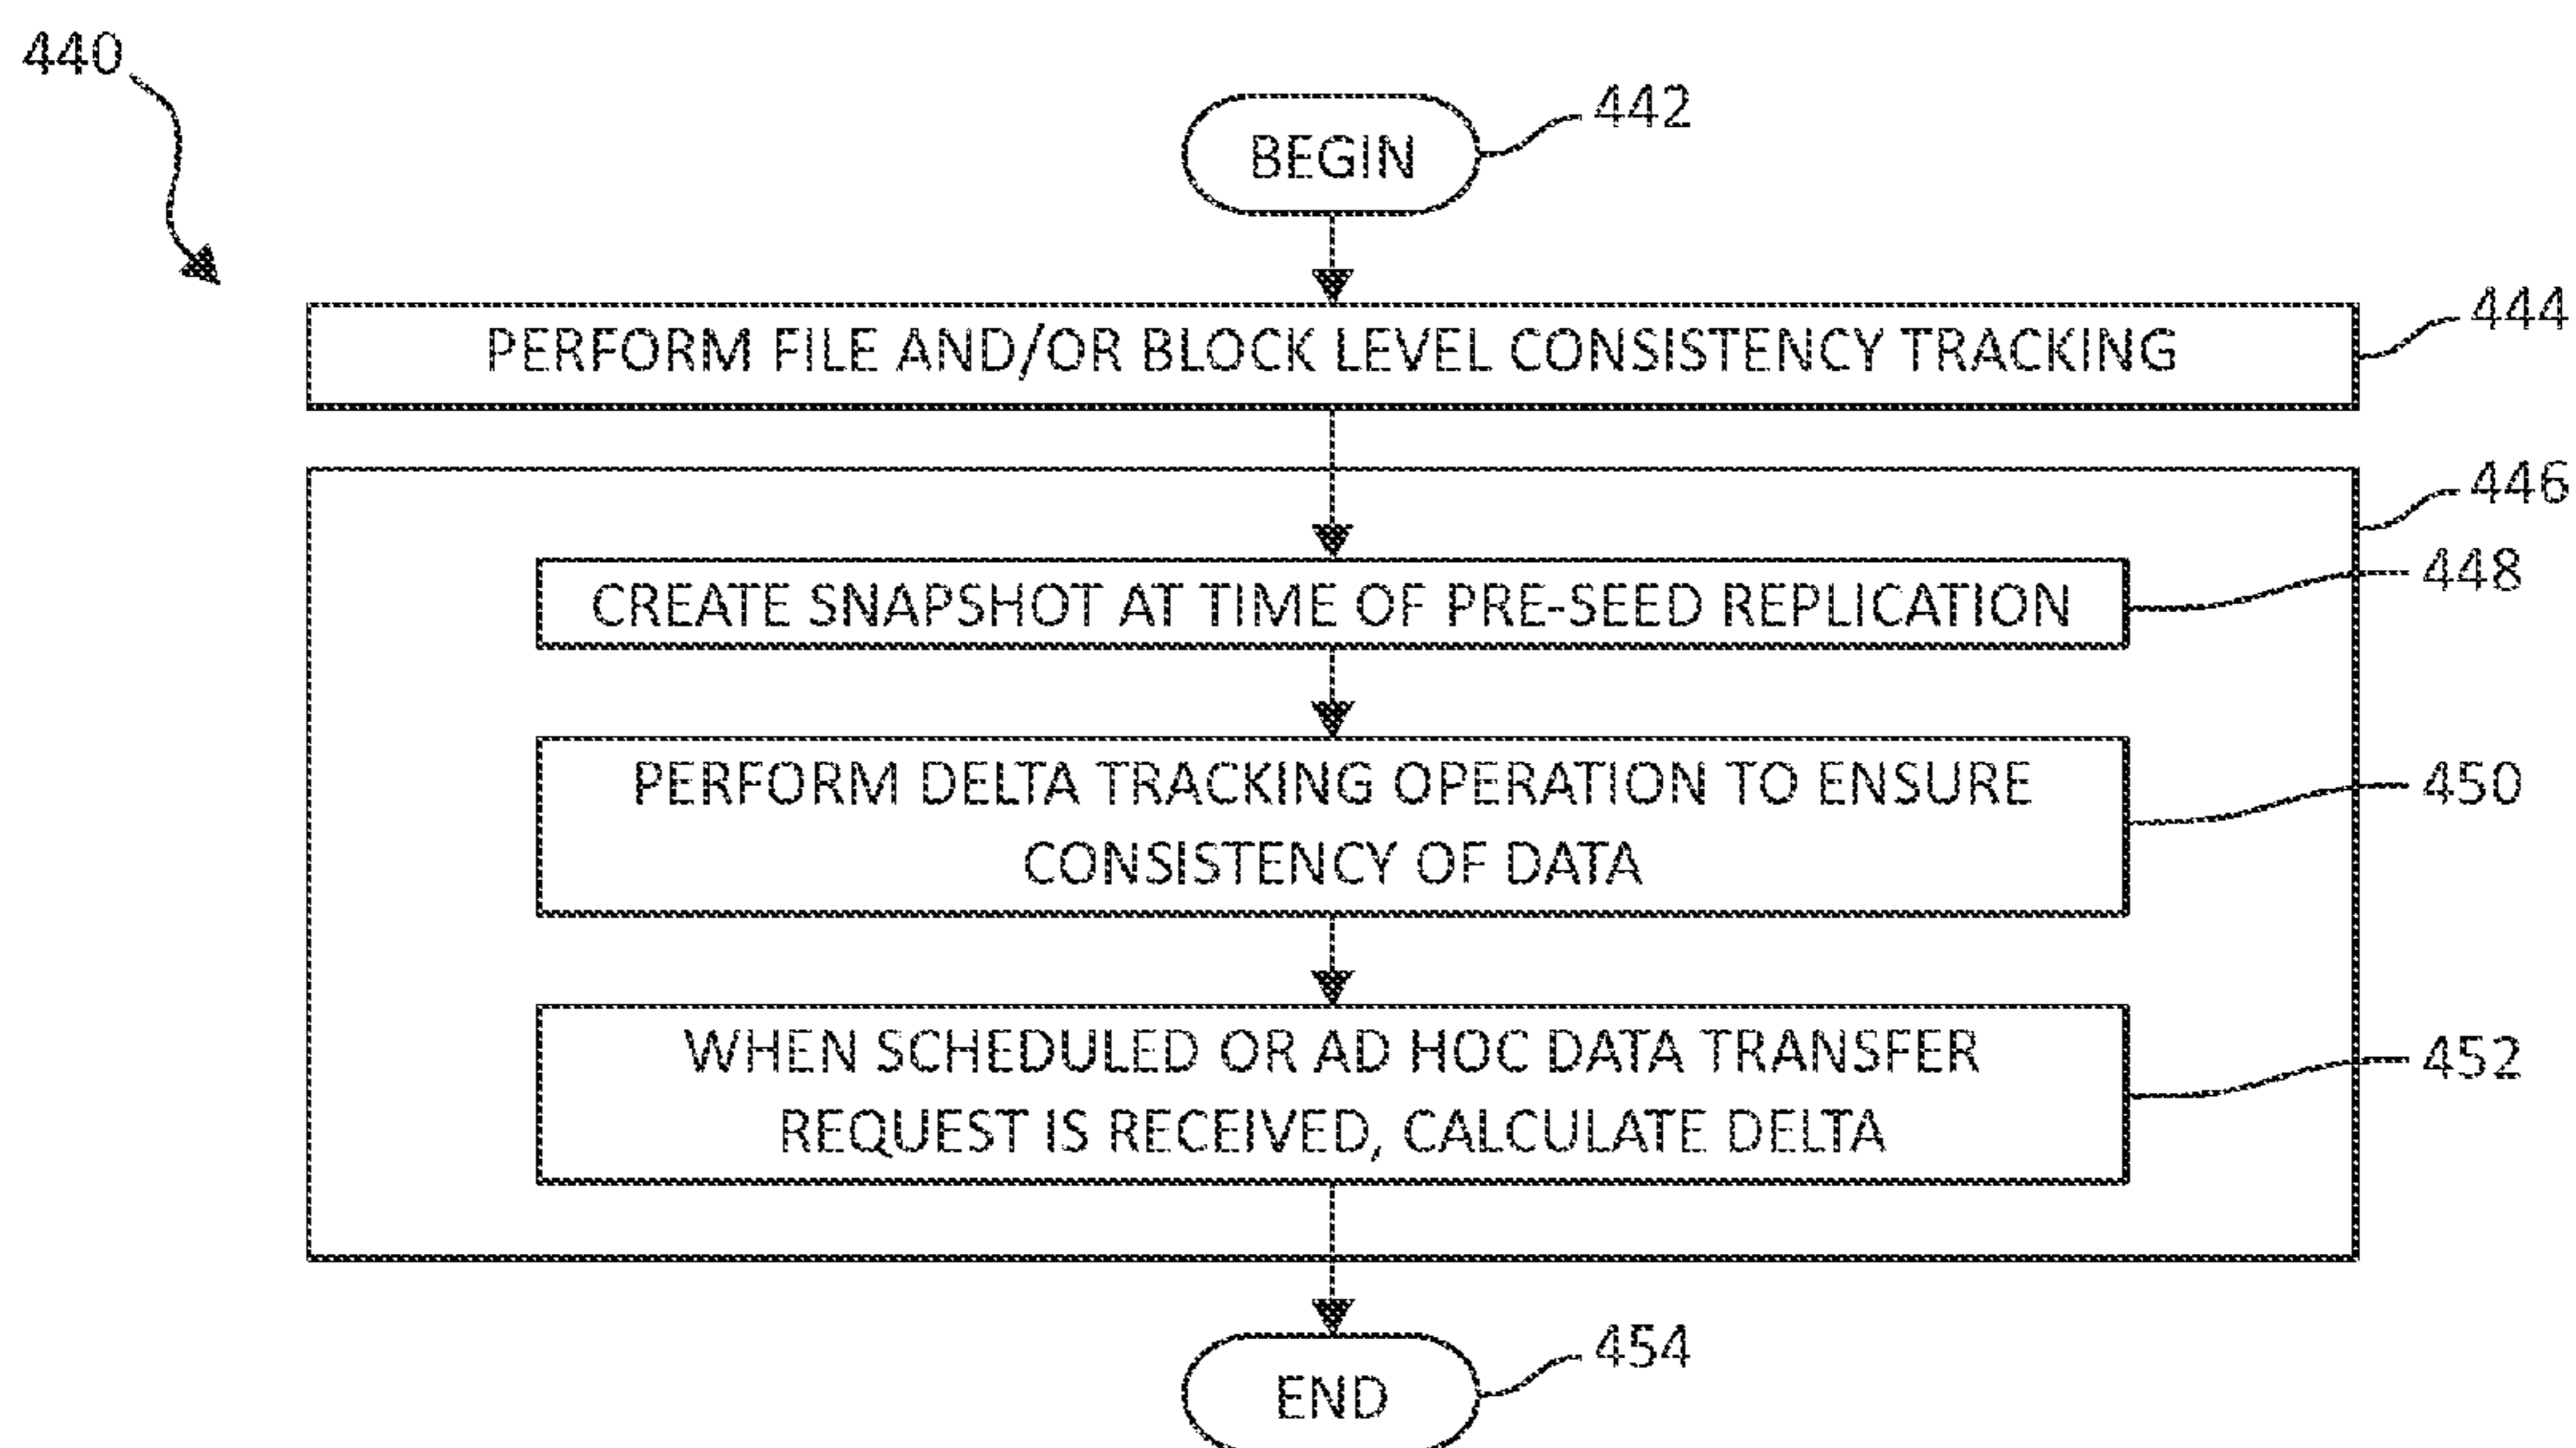 440
BEGIN
442
PERFORM FILE AND/OR BLOCK LEVEL CONSISTENCY TRACKING
444
446
CREATE SNAPSHOT AT TIME OF PRE-SEED REPLICATION
448
PERFORM DELTA TRACKING OPERATION TO ENSURE
CONSISTENCY OF DATA
450
WHEN SCHEDULED OR AD HOC DATA TRANSFER
REQUEST IS RECEIVED, CALCULATE DELTA
452
END
454